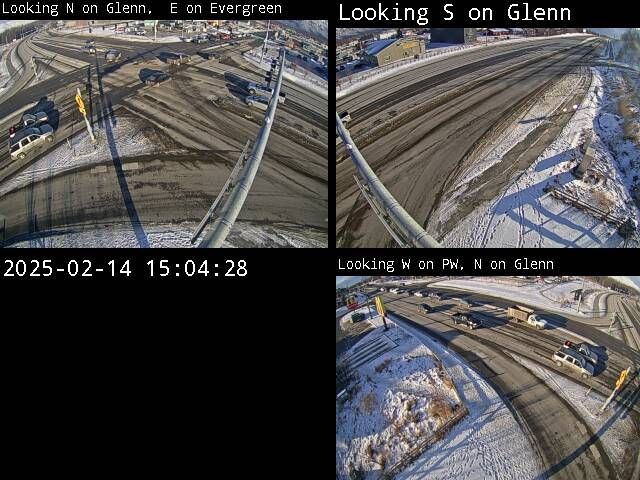 Looking N on Glenn,  E on Evergreen
Looking S on Glenn
2025-02-14 15:04:28
Looking W on PW, N on Glenn